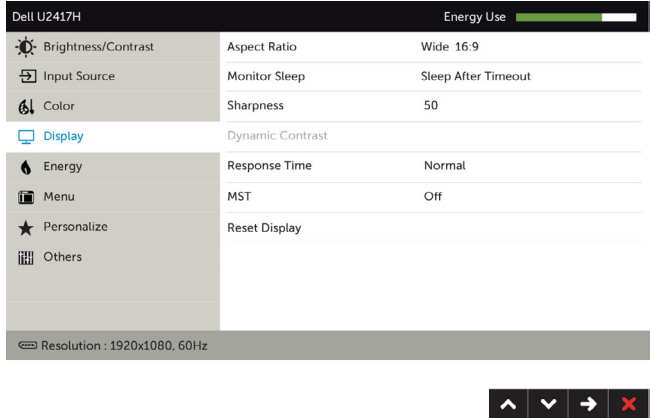 Dell U2417H Energy Use
Brightness/Contrast Aspect Ratio Wide 16:9
Input Source Monitor Sleep Sleep After Timeout
Color Sharpness 50
Display Dynamic Contrast
Energy Response Time Normal
Menu MST Off
Personalize Reset Display
Others
Resolution : 1920x1080, 60Hz